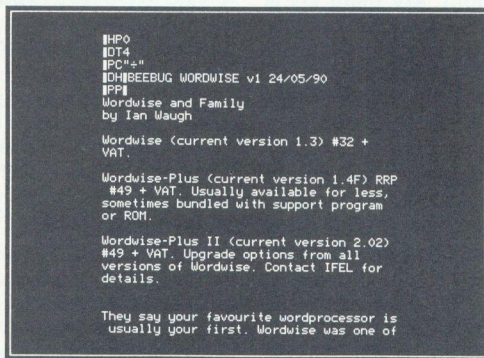 HP0
DT4
PC"÷"
DH BEEBUG WORDWISE v1 24/05/90
PP
Wordwise and Family
by Ian Waugh
Wordwise (current version 1.3) #32 +
VAT.
Wordwise-Plus (current version 1.4F) RRP
#49 + VAT. Usually available for less,
sometimes bundled with support program
or ROM.
Wordwise-Plus II (current version 2.02)
#49 + VAT. Upgrade options from all
versions of Wordwise. Contact IFEL for
details.
They say your favourite wordprocessor is
usually your first. Wordwise was one of